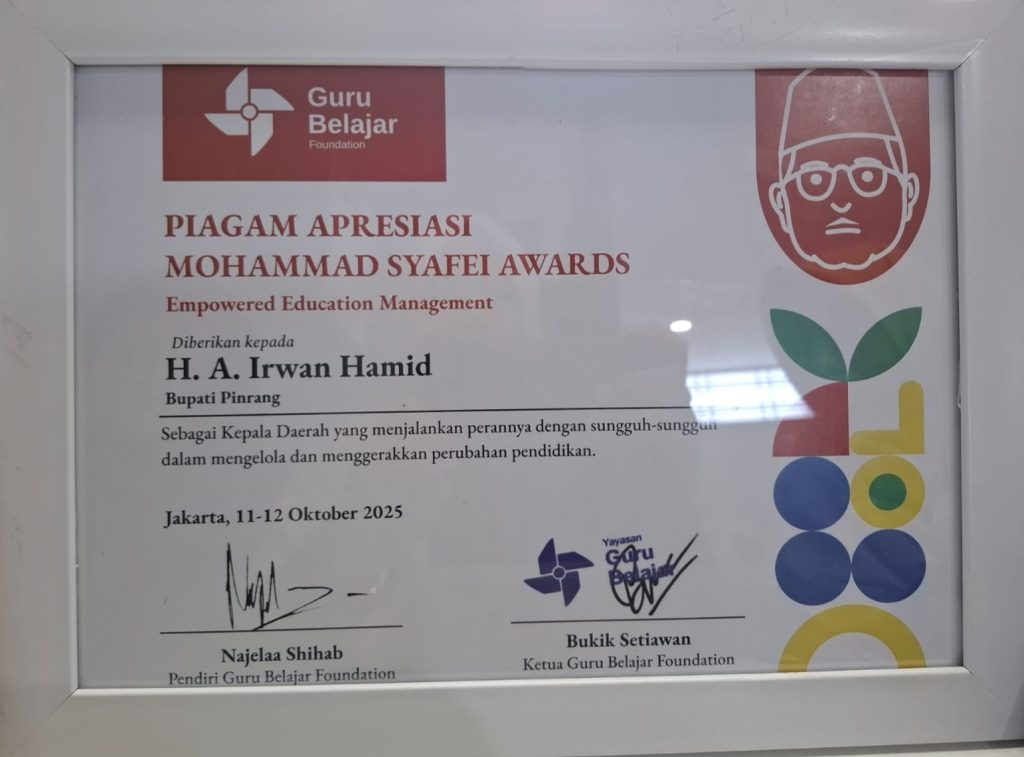 Guru
Belajar
Foundation
PIAGAM APRESIASI
MOHAMMAD SYAFEI AWARDS
Empowered Education Management
Diberikan kepada
H. A. Irwan Hamid
Bupati Pinrang
Sebagai Kepala Daerah yang menjalankan perannya dengan sungguh-sungguh
dalam mengelola dan menggerakkan perubahan pendidikan.
Jakarta, 11-12 Oktober 2025
Yayasan
Guru
Belajar
Najelaa Shihab
Pendiri Guru Belajar Foundation
Bukik Setiawan
Ketua Guru Belajar Foundation